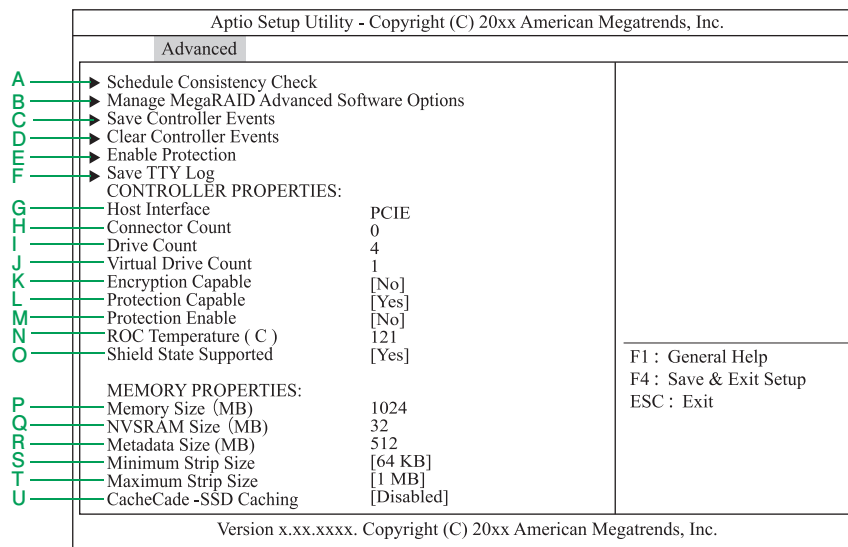 Aptio Setup Utility - Copyright (C) 20xx American Megatrends, Inc.
Advanced
A ▶ Schedule Consistency Check
B ▶ Manage MegaRAID Advanced Software Options
C ▶ Save Controller Events
D ▶ Clear Controller Events
E ▶ Enable Protection
F ▶ Save TTY Log
CONTROLLER PROPERTIES:
G Host Interface PCIE
H Connector Count 0
I Drive Count 4
J Virtual Drive Count 1
K Encryption Capable [No]
L Protection Capable [Yes]
M Protection Enable [No]
N ROC Temperature ( C ) 121
O Shield State Supported [Yes]
MEMORY PROPERTIES:
P Memory Size (MB) 1024
Q NVSRAM Size (MB) 32
R Metadata Size (MB) 512
S Minimum Strip Size [64 KB]
T Maximum Strip Size [1 MB]
U CacheCade -SSD Caching [Disabled]
F1 : General Help
F4 : Save & Exit Setup
ESC : Exit
Version x.xx.xxxx. Copyright (C) 20xx American Megatrends, Inc.